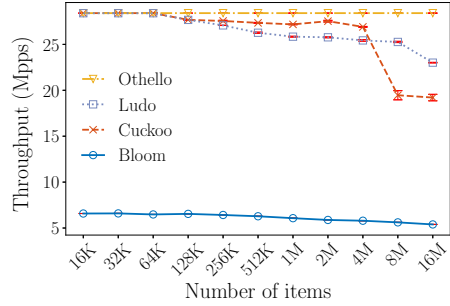 Throughput (Mpps)
25
20
15
10
5
Othello
Ludo
Cuckoo
Bloom
16K 32K 64K 128K 256K 512K 1M 2M 4M 8M 16M
Number of items